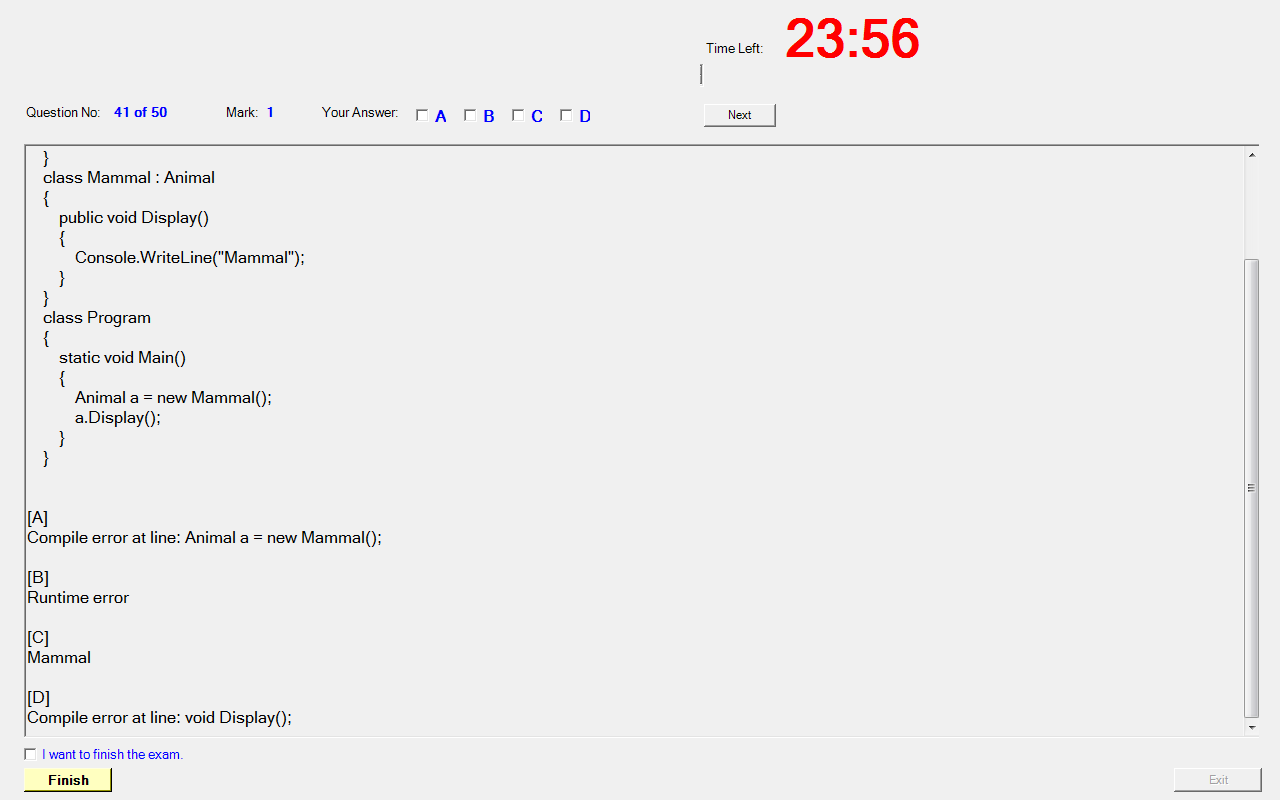 Time Left: 23:56
Question No: 41 of 50 Mark: 1 Your Answer: A B C D Next
}
class Mammal : Animal
{
public void Display()
{
Console.WriteLine("Mammal");
}
}
class Program
{
static void Main()
{
Animal a = new Mammal();
a.Display();
}
}
[A]
Compile error at line: Animal a = new Mammal();
[B]
Runtime error
[C]
Mammal
[D]
Compile error at line: void Display();
I want to finish the exam.
Finish Exit